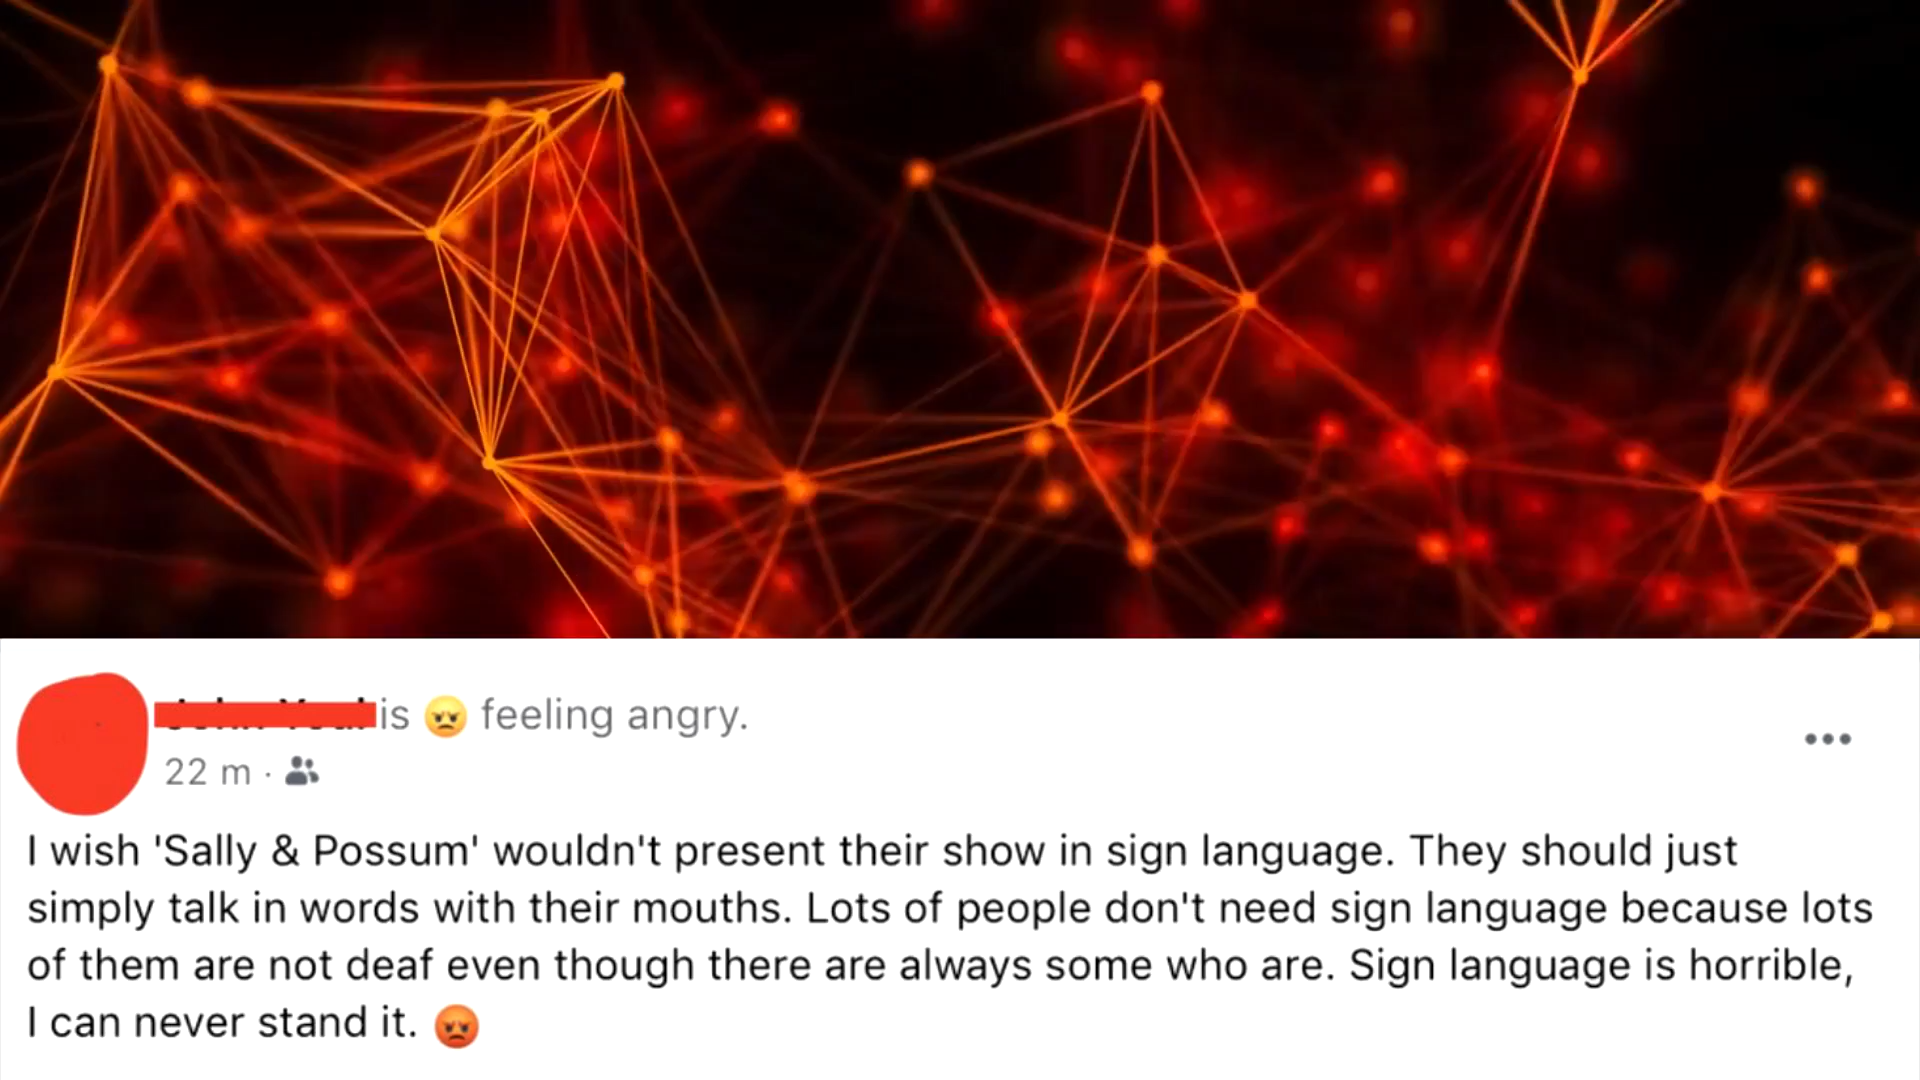 is 😠 feeling angry.
22 m ·
I wish 'Sally & Possum' wouldn't present their show in sign language. They should just
simply talk in words with their mouths. Lots of people don't need sign language because lots
of them are not deaf even though there are always some who are. Sign language is horrible,
I can never stand it. 😡